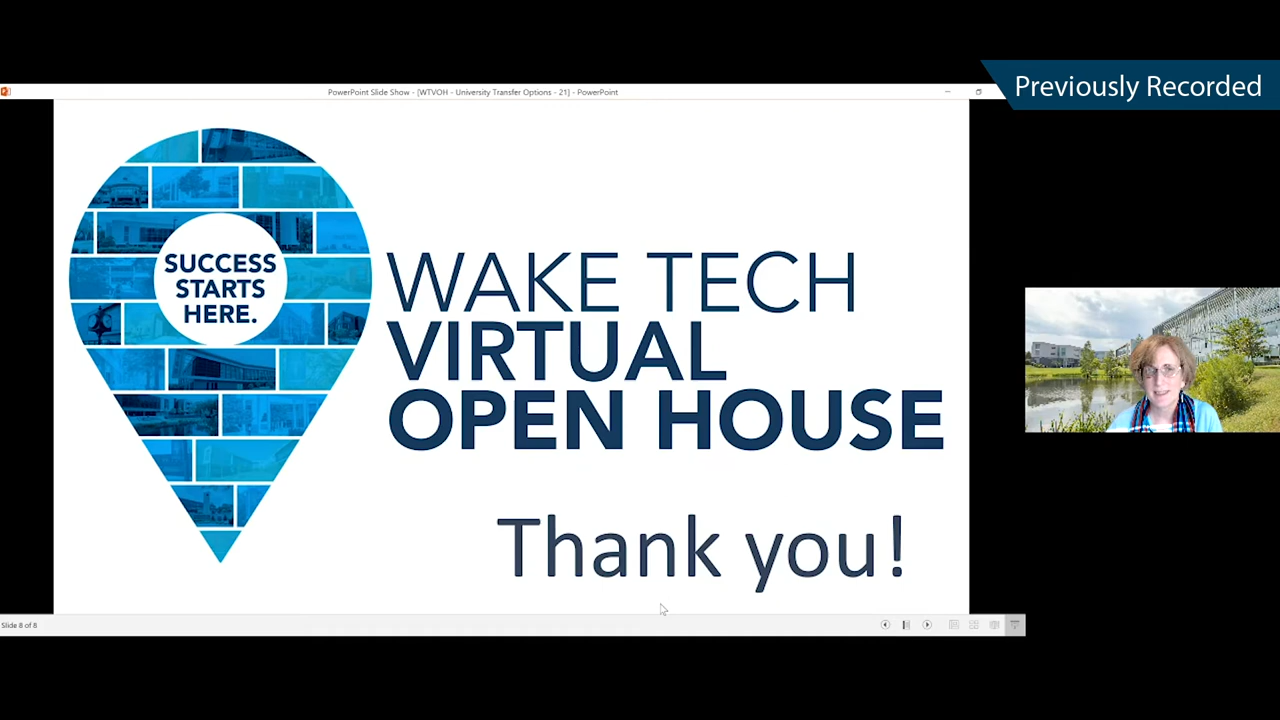 Previously Recorded
PowerPoint Slide Show - [WTVOH - University Transfer Options - 21] - PowerPoint
SUCCESS
STARTS
HERE.
WAKE TECH
VIRTUAL
OPEN HOUSE
Thank you!
Slide 8 of 8